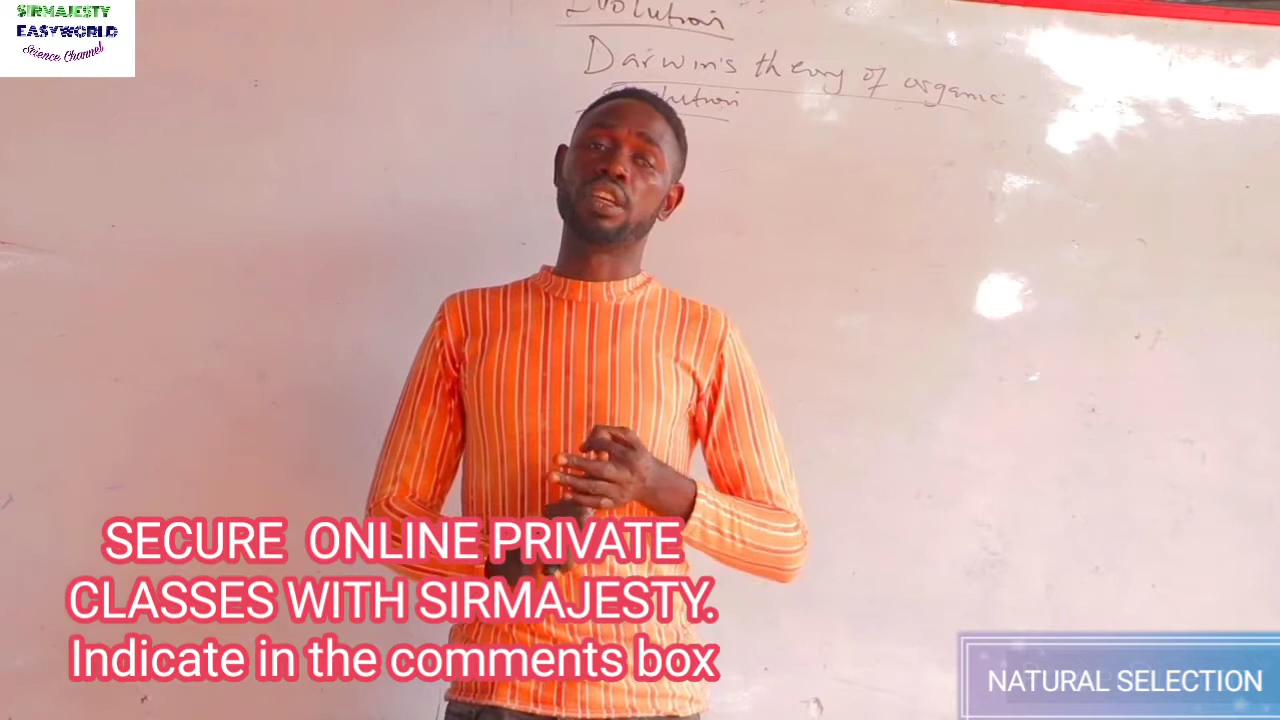 SIRMAJESTY
EASYWORLD
Science Channel
Evolution
Darwin's theory of organic
Evolution
SECURE ONLINE PRIVATE
CLASSES WITH SIRMAJESTY.
Indicate in the comments box
NATURAL SELECTION